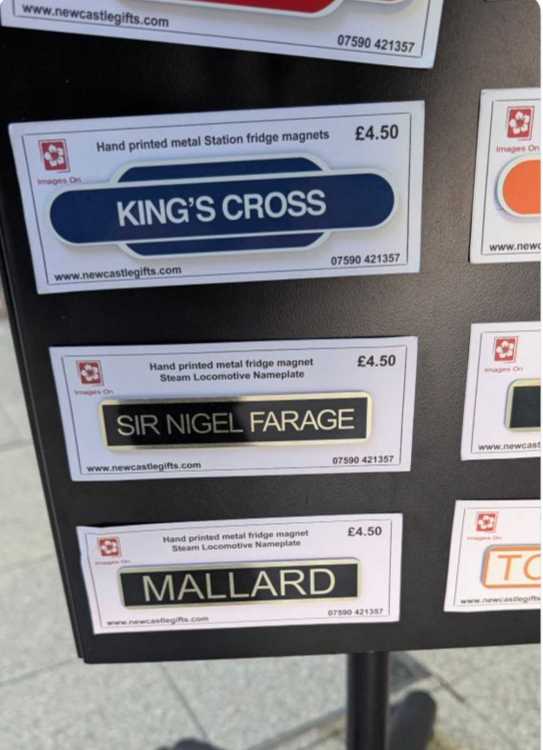 www.newcastlegifts.com
07590 421357
Images On
Hand printed metal Station fridge magnets
£4.50
KING'S CROSS
www.newcastlegifts.com
07590 421357
Images On
Images On
Hand printed metal fridge magnet
Steam Locomotive Nameplate
£4.50
SIR NIGEL FARAGE
www.newcastlegifts.com
07590 421357
Images On
www.newcastlegifts
Images On
Hand printed metal fridge magnet
Steam Locomotive Nameplate
£4.50
MALLARD
www.newcastlegifts.com
07590 421357
Images On
TO
www.newcastlegifts